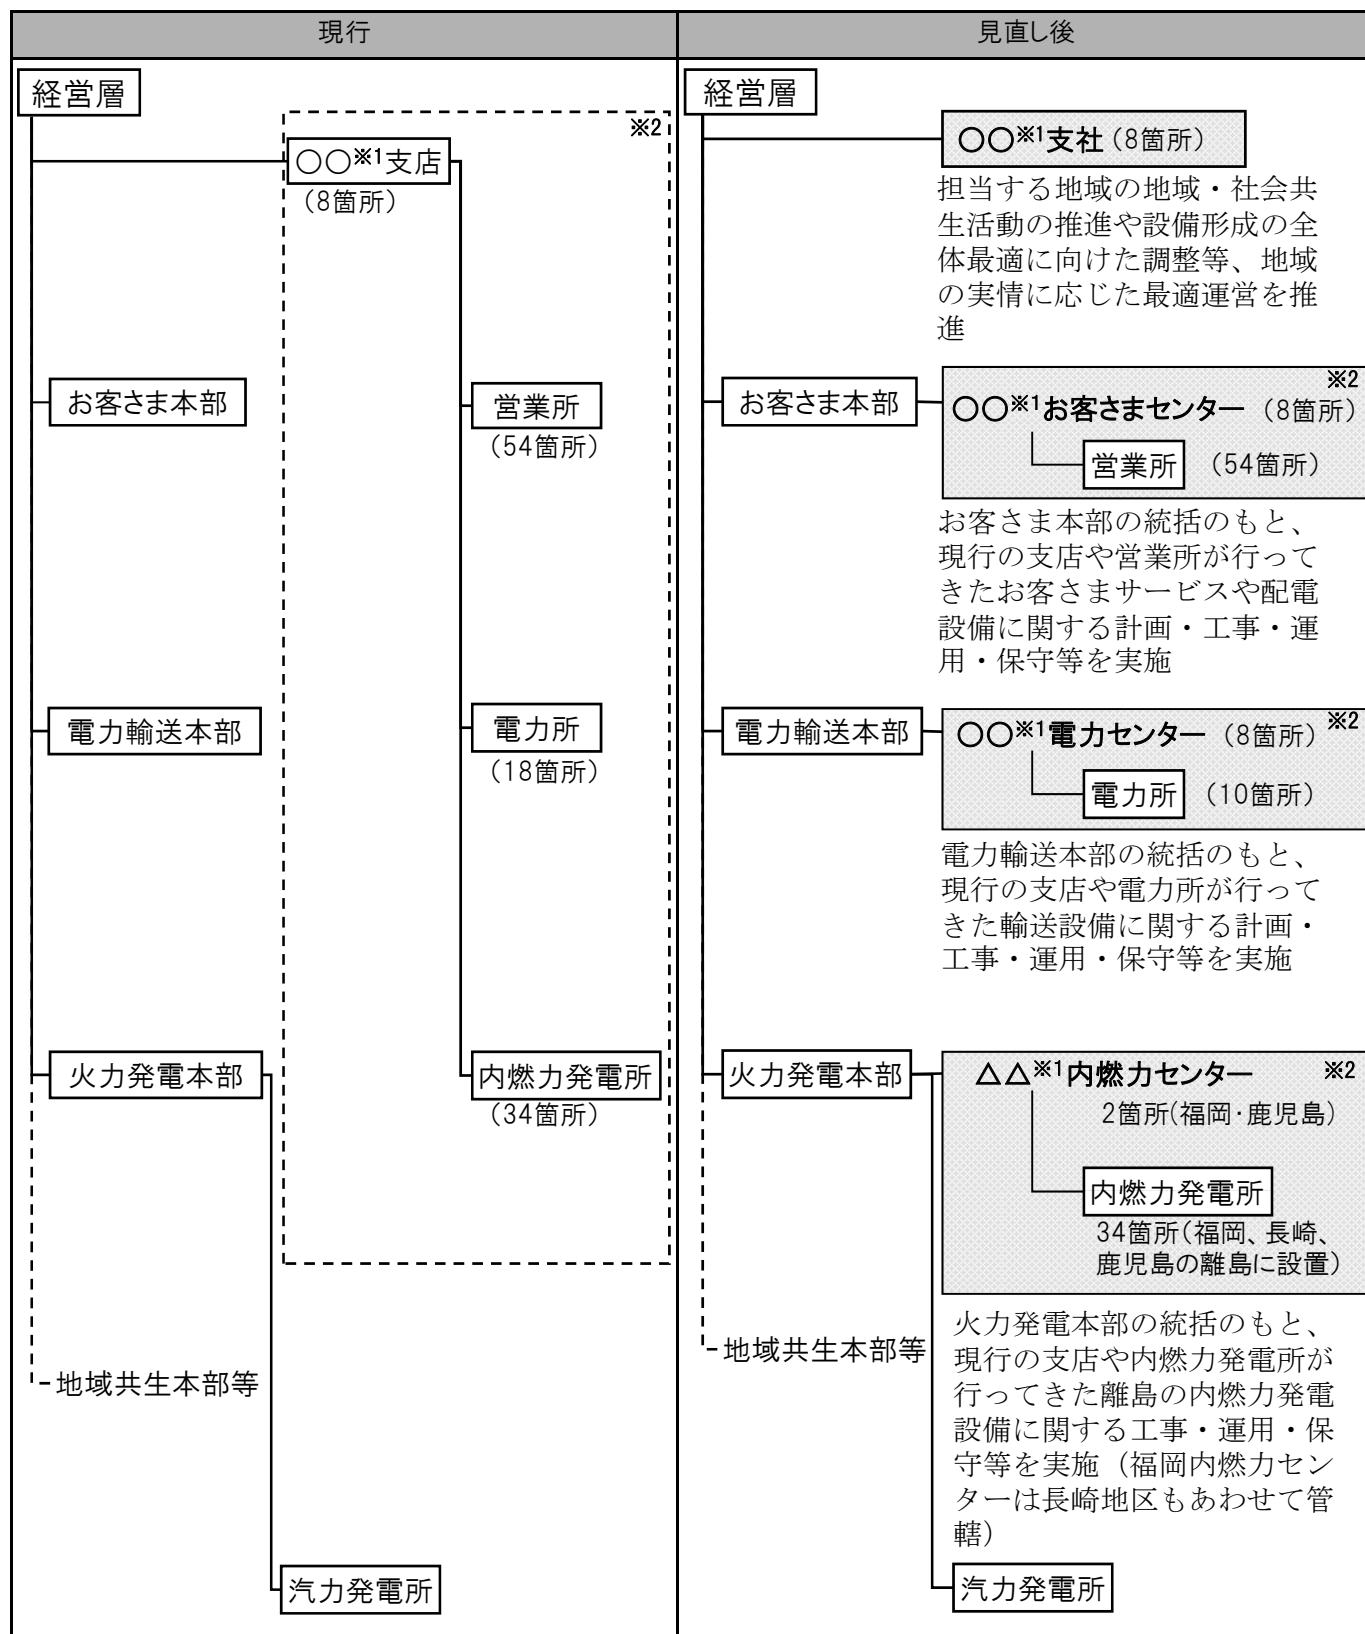 現行
経営層
※2
○○※1支店
（8箇所）
お客さま本部
営業所
（54箇所）
電力輸送本部
電力所
（18箇所）
火力発電本部
内燃力発電所
（34箇所）
地域共生本部等
汽力発電所
見直し後
経営層
○○※1支社（8箇所）
担当する地域の地域・社会共
生活動の推進や設備形成の全
体最適に向けた調整等、地域
の実情に応じた最適運営を推
進
お客さま本部
※2
○○※1お客さまセンター（8箇所）
営業所（54箇所）
お客さま本部の統括のもと、
現行の支店や営業所が行って
きたお客さまサービスや配電
設備に関する計画・工事・運
用・保守等を実施
電力輸送本部
○○※1電力センター（8箇所）※2
電力所（10箇所）
電力輸送本部の統括のもと、
現行の支店や電力所が行って
きた輸送設備に関する計画・
工事・運用・保守等を実施
火力発電本部
△△※1内燃力センター ※2
2箇所（福岡・鹿児島）
内燃力発電所
34箇所（福岡、長崎、
鹿児島の離島に設置）
地域共生本部等
火力発電本部の統括のもと、
現行の支店や内燃力発電所が
行ってきた離島の内燃力発電
設備に関する工事・運用・保
守等を実施（福岡内燃力セン
ターは長崎地区もあわせて管
轄）
汽力発電所